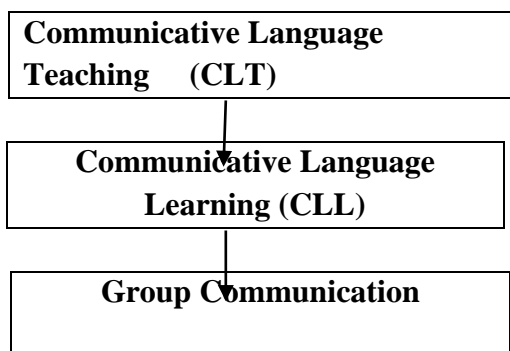 Communicative Language
Teaching (CLT)
Communicative Language
Learning (CLL)
Group Communication